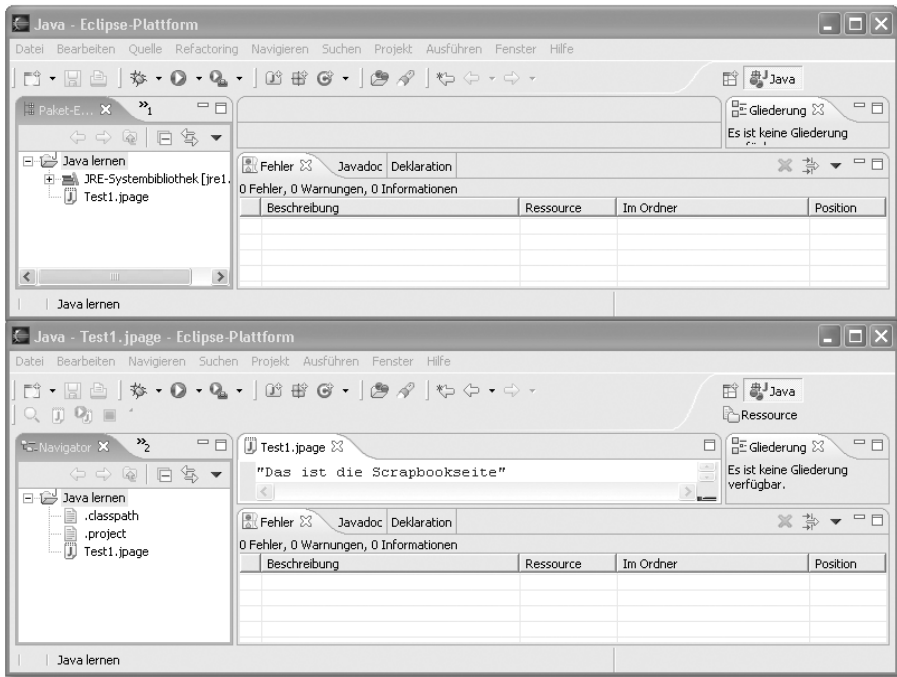 Java - Eclipse-Plattform
Datei Bearbeiten Quelle Refactoring Navigieren Suchen Projekt Ausführen Fenster Hilfe
Java
Paket-E... »1
Gliederung
Es ist keine Gliederung
Java lernen
JRE-Systembibliothek [jre1.
Test1.jpage
Fehler Javadoc Deklaration
0 Fehler, 0 Warnungen, 0 Informationen
Beschreibung Ressource Im Ordner Position
Java lernen
Java - Test1.jpage - Eclipse-Plattform
Datei Bearbeiten Navigieren Suchen Projekt Ausführen Fenster Hilfe
Java
Ressource
Navigator »2
Test1.jpage
Gliederung
"Das ist die Scrapbookseite"
Es ist keine Gliederung
verfügbar.
Java lernen
.classpath
.project
Test1.jpage
Fehler Javadoc Deklaration
0 Fehler, 0 Warnungen, 0 Informationen
Beschreibung Ressource Im Ordner Position
Java lernen